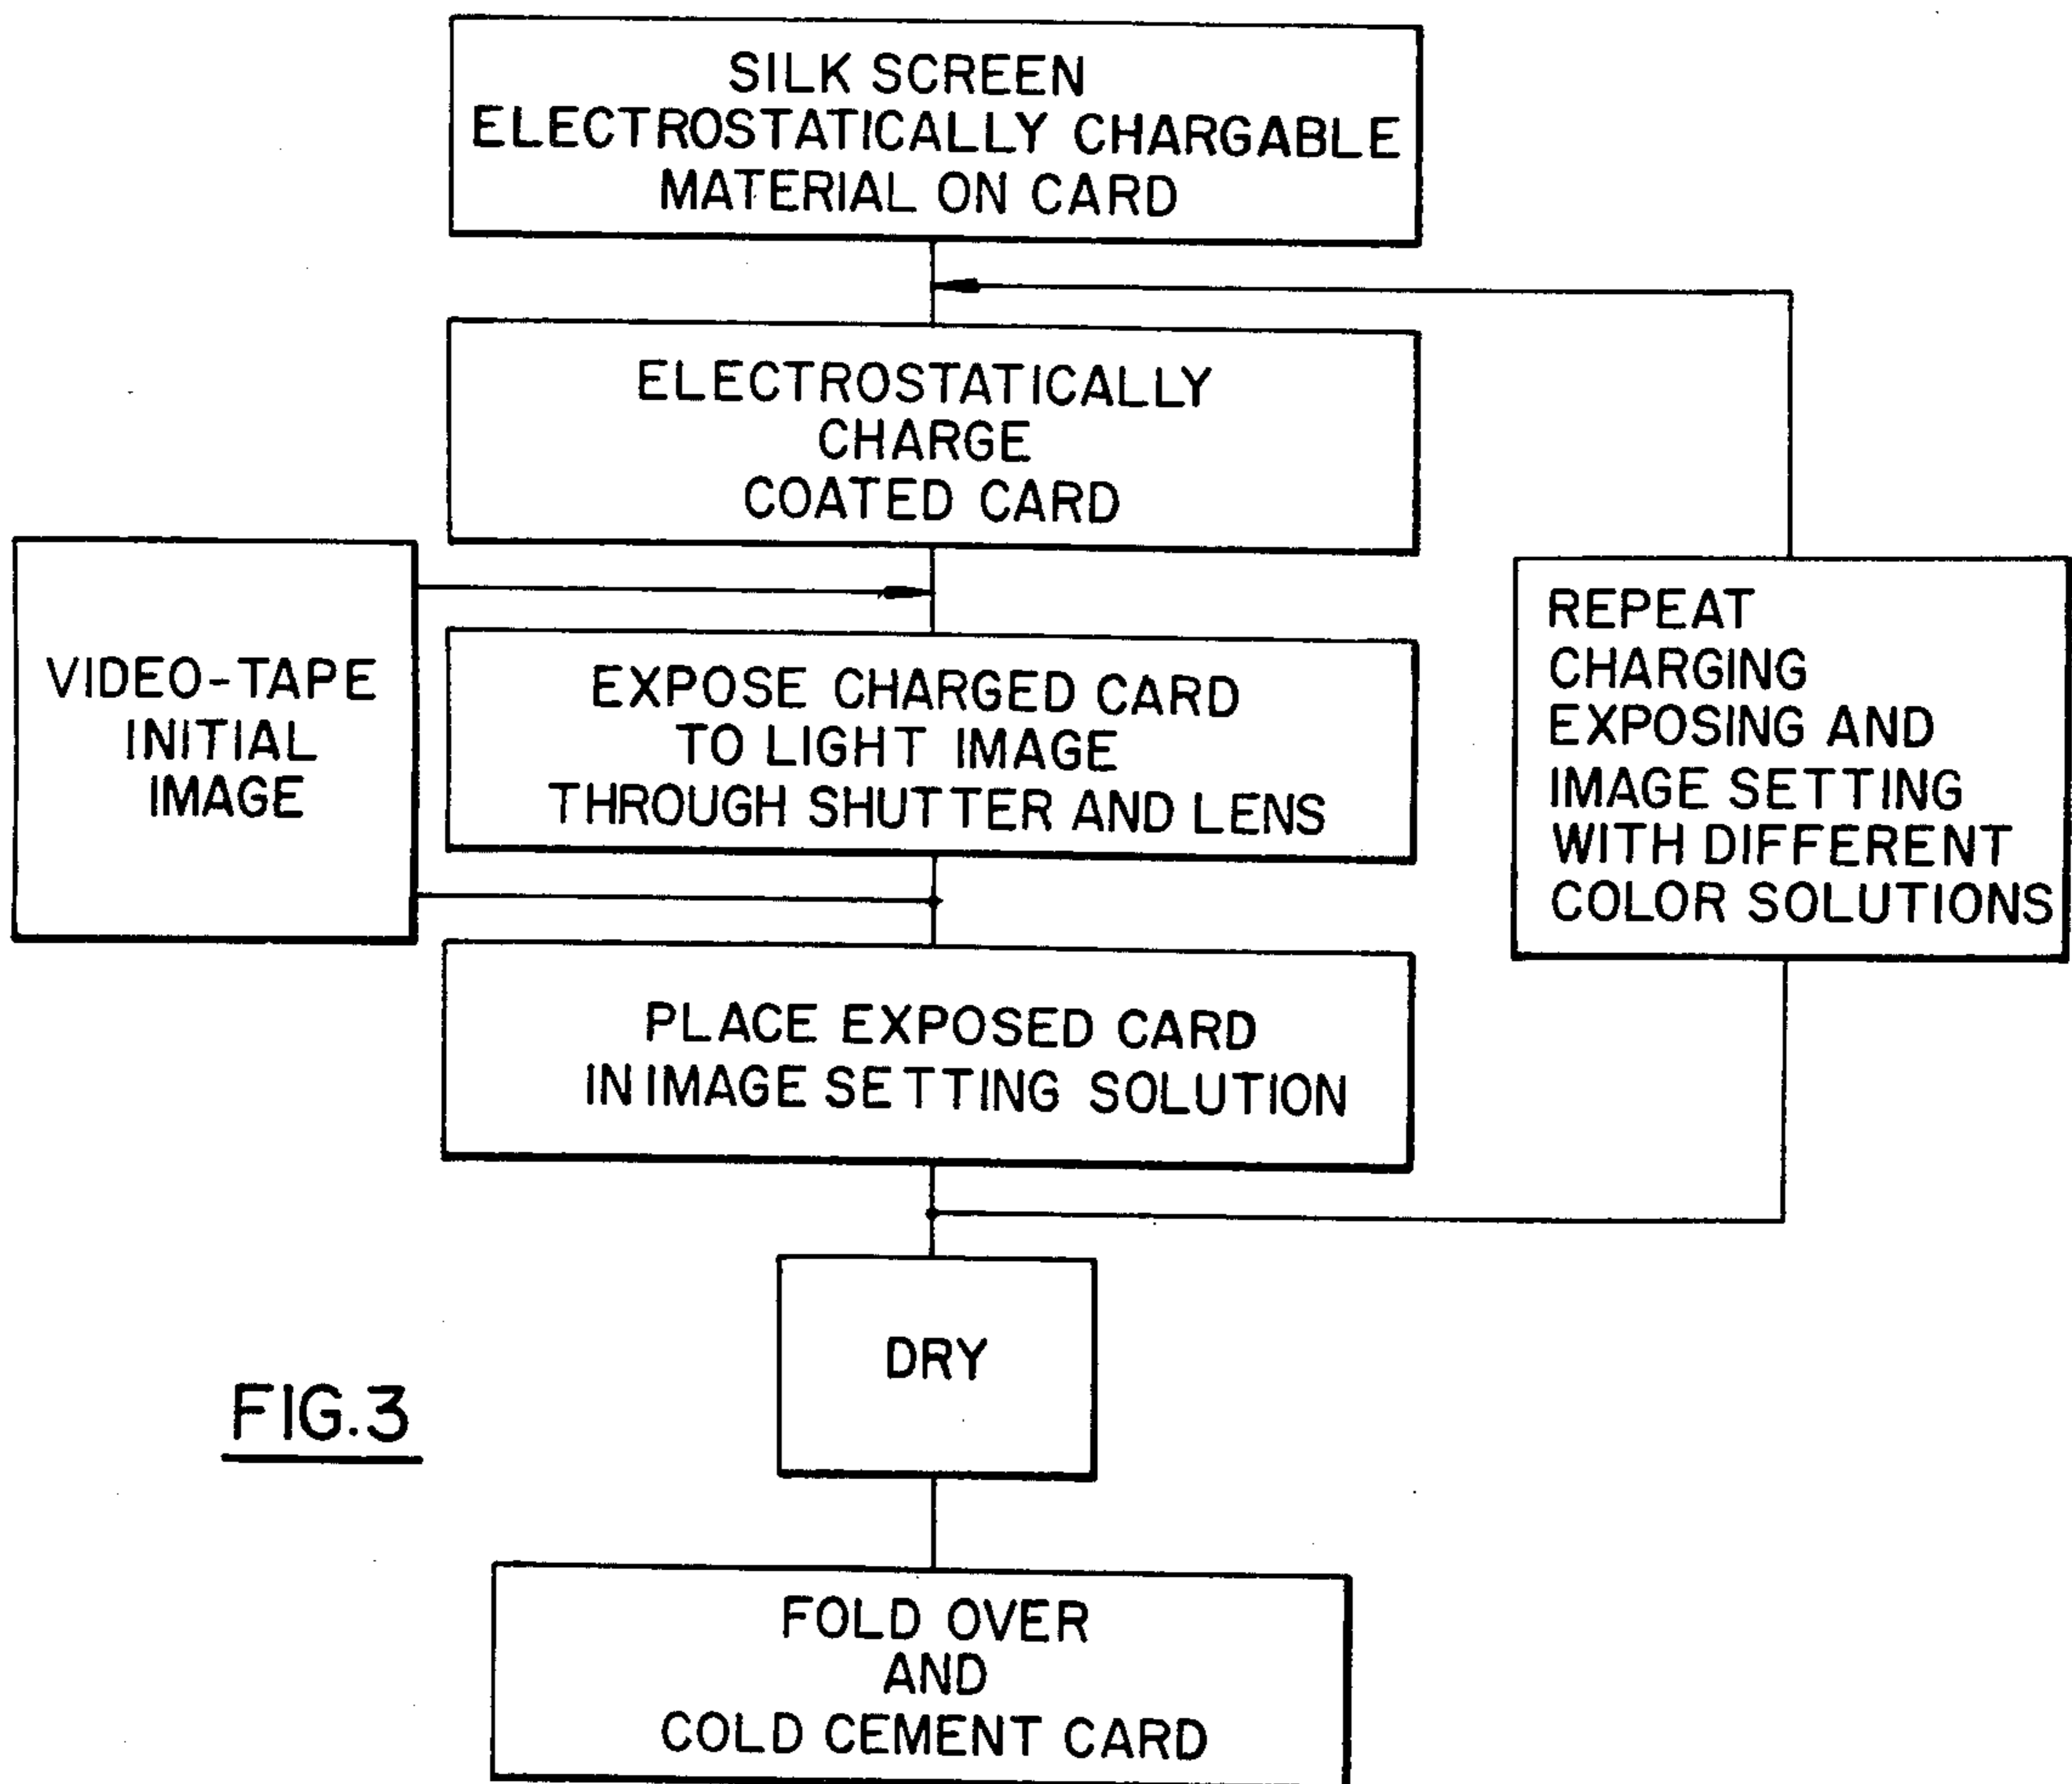 SILK SCREEN
ELECTROSTATICALLY CHARGABLE
MATERIAL ON CARD
ELECTROSTATICALLY
CHARGE
COATED CARD
VIDEO-TAPE
INITIAL
IMAGE
EXPOSE CHARGED CARD
TO LIGHT IMAGE
THROUGH SHUTTER AND LENS
REPEAT
CHARGING
EXPOSING AND
IMAGE SETTING
WITH DIFFERENT
COLOR SOLUTIONS
PLACE EXPOSED CARD
IN IMAGE SETTING SOLUTION
DRY
FIG.3
FOLD OVER
AND
COLD CEMENT CARD